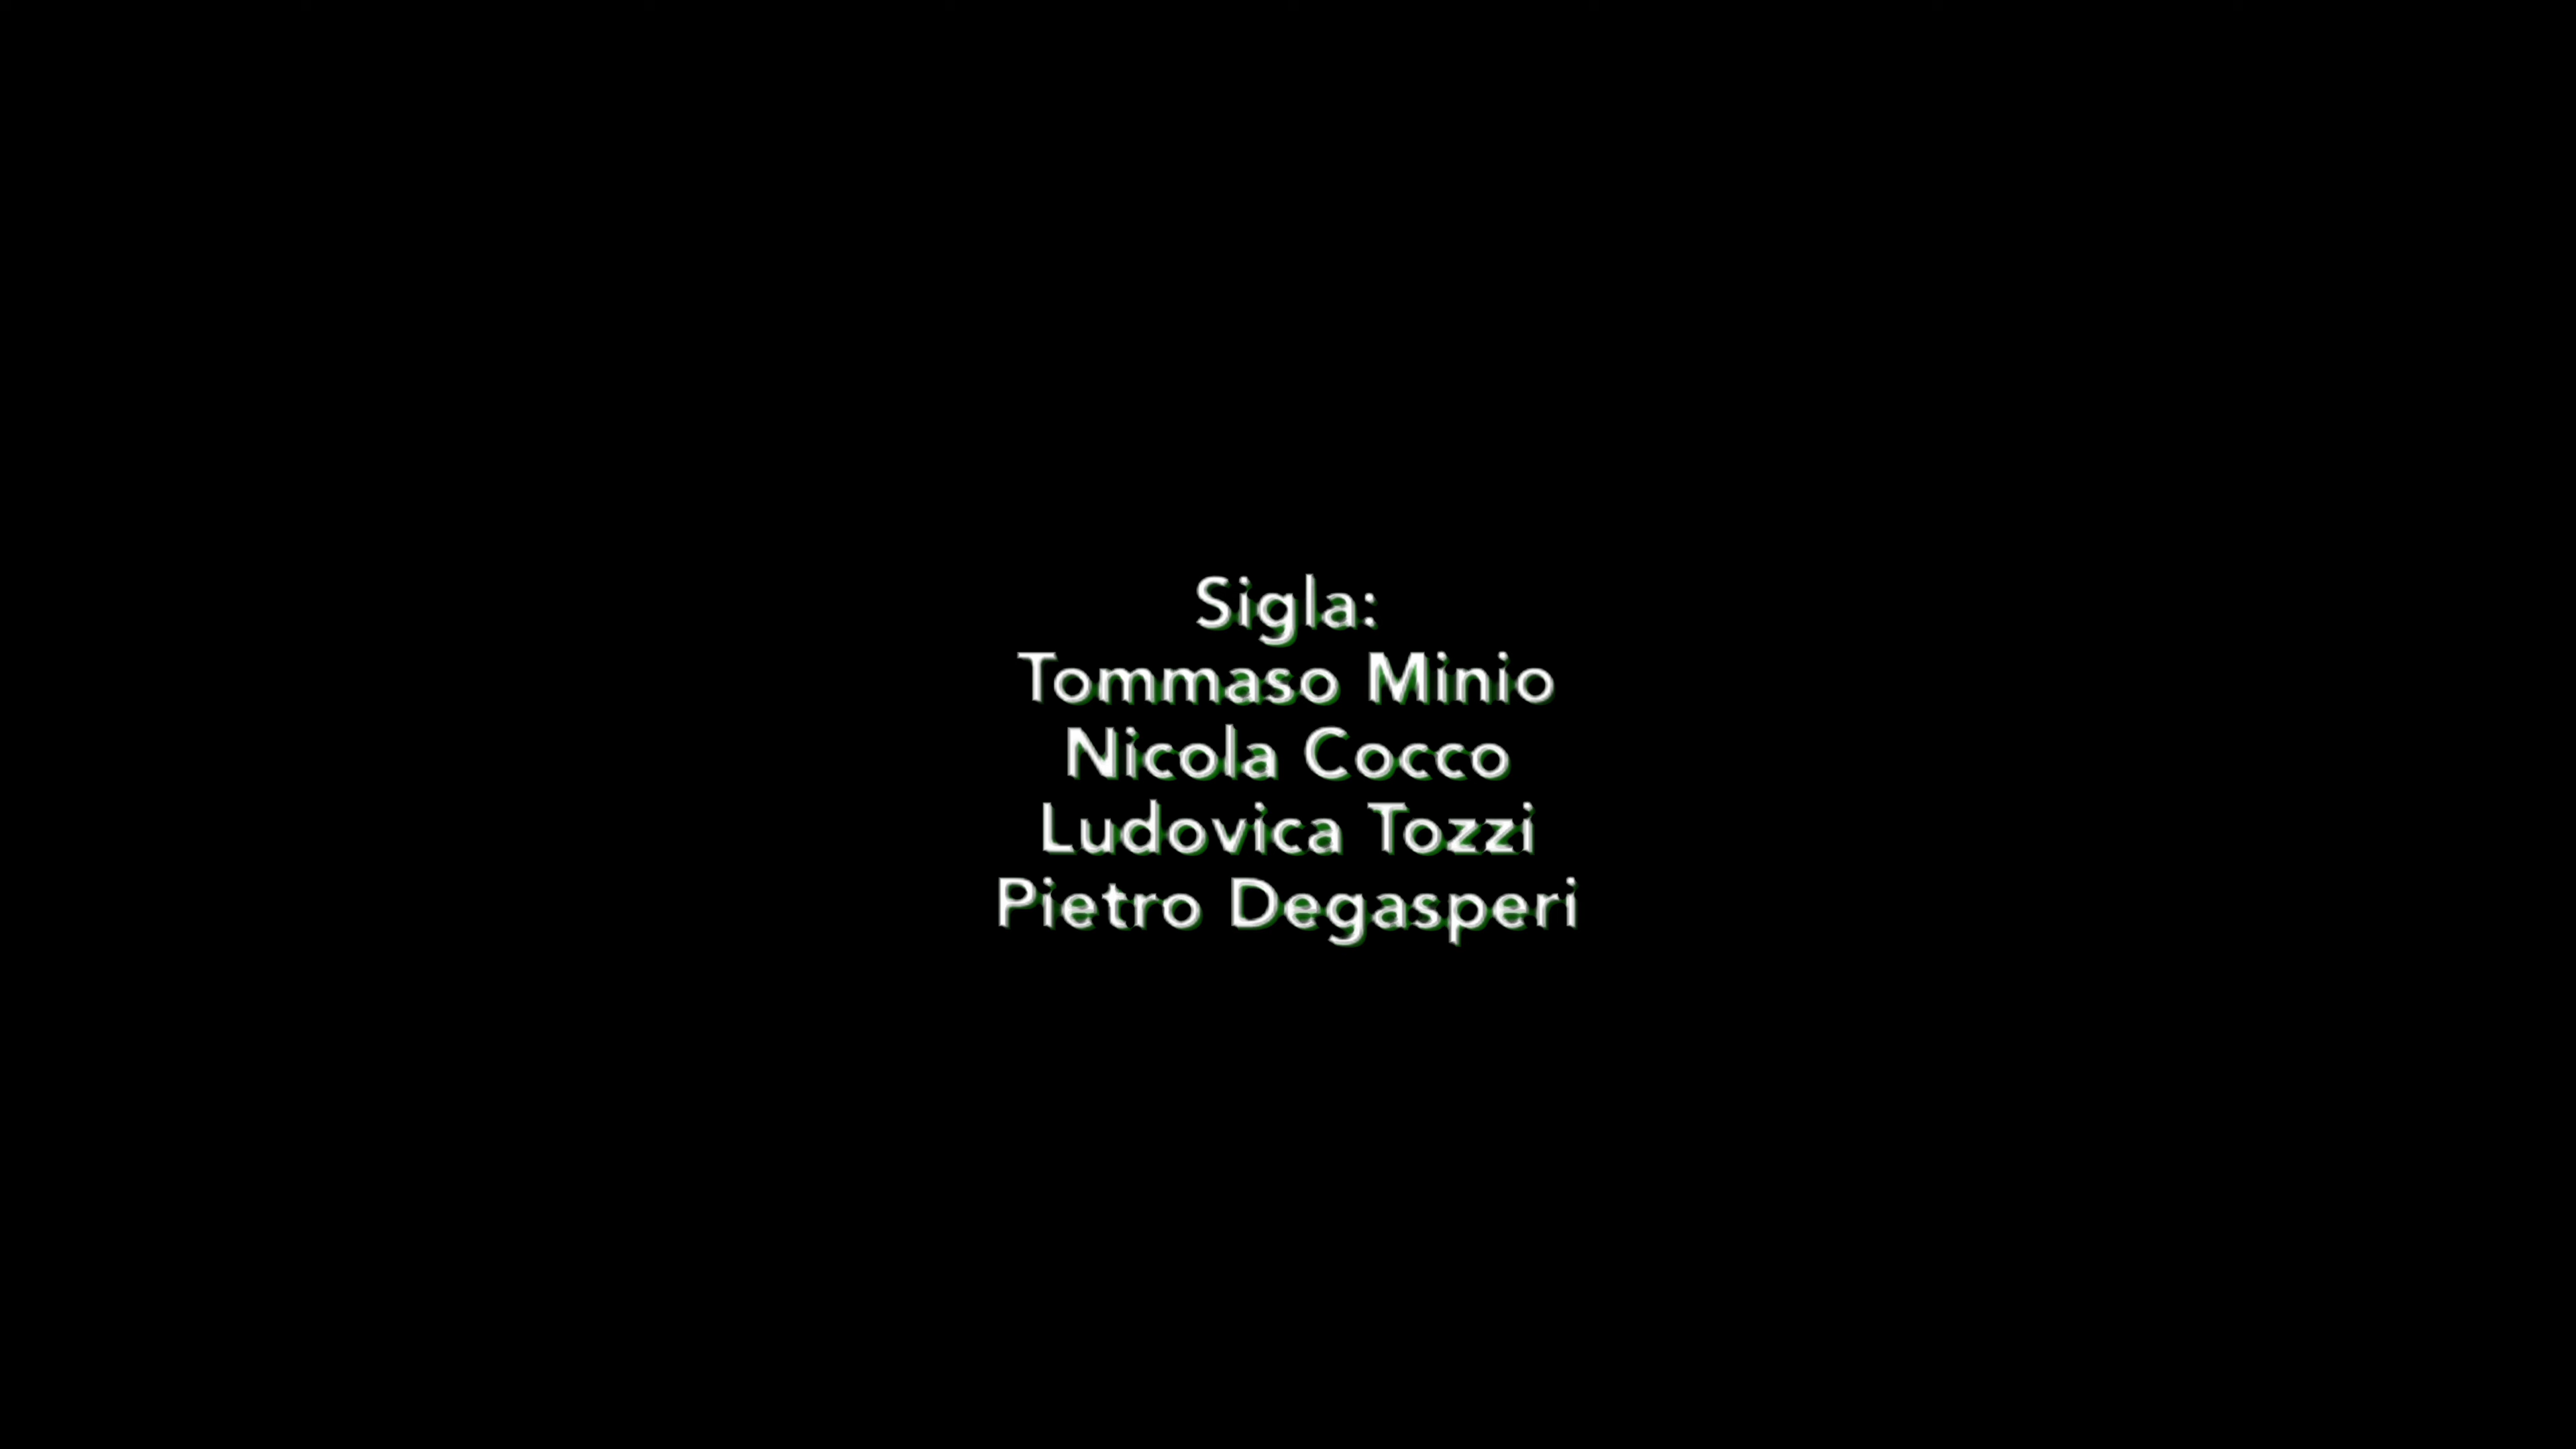 Sigla:
Tommaso Minio
Nicola Cocco
Ludovica Tozzi
Pietro Degasperi